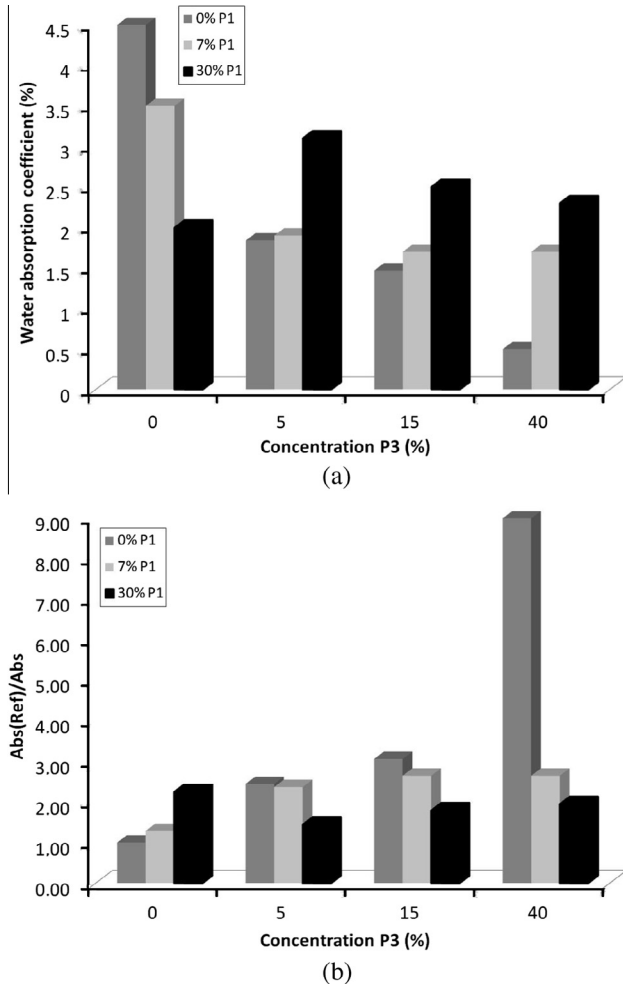 4.5
4
3.5
3
2.5
2
1.5
1
0.5
0
Water absorption coefficient (%)
0% P1
7% P1
30% P1
0 5 15 40
Concentration P3 (%)
(a)
9.00
8.00
7.00
6.00
5.00
4.00
3.00
2.00
1.00
0.00
Abs(Ref)/Abs
0% P1
7% P1
30% P1
0 5 15 40
Concentration P3 (%)
(b)